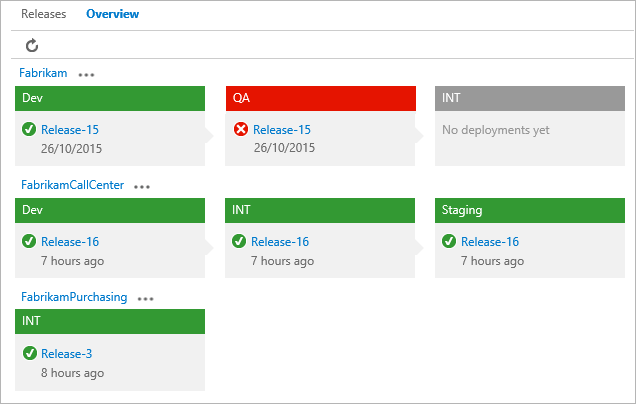 Releases Overview
Fabrikam ...
Dev QA INT
Release-15 Release-15 No deployments yet
26/10/2015 26/10/2015
FabrikamCallCenter ...
Dev INT Staging
Release-16 Release-16 Release-16
7 hours ago 7 hours ago 7 hours ago
FabrikamPurchasing ...
INT
Release-3
8 hours ago